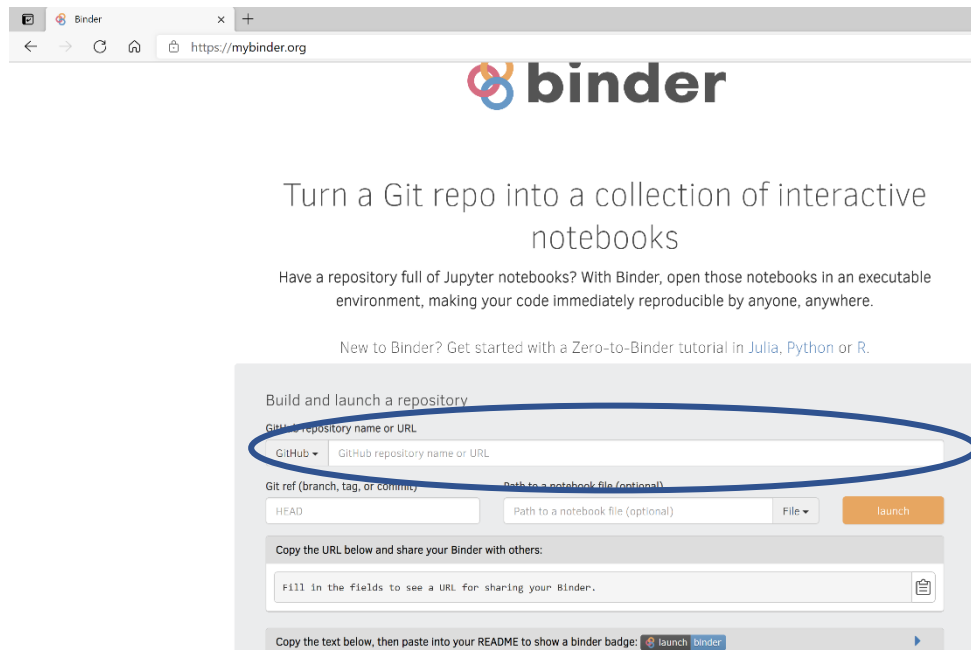 Binder
https://mybinder.org
binder
Turn a Git repo into a collection of interactive
notebooks
Have a repository full of Jupyter notebooks? With Binder, open those notebooks in an executable
environment, making your code immediately reproducible by anyone, anywhere.
New to Binder? Get started with a Zero-to-Binder tutorial in Julia, Python or R.
Build and launch a repository
GitHub repository name or URL
GitHub GitHub repository name or URL
Git ref (branch, tag, or commit) Path to a notebook file (optional)
HEAD Path to a notebook file (optional) File launch
Copy the URL below and share your Binder with others:
Fill in the fields to see a URL for sharing your Binder.
Copy the text below, then paste into your README to show a binder badge: launch binder